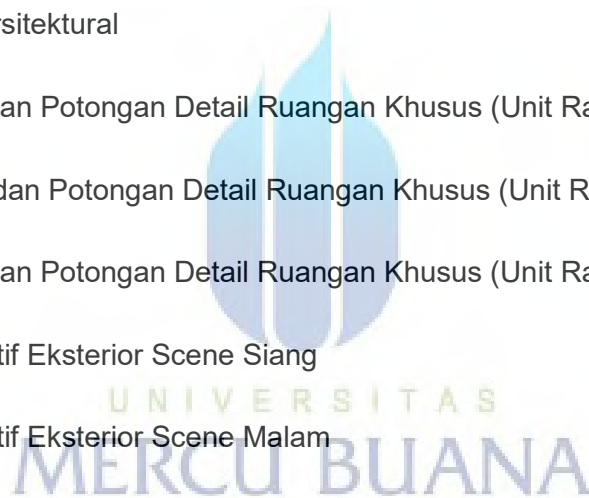 rsitektural
an Potongan Detail Ruangan Khusus (Unit Ra
dan Potongan Detail Ruangan Khusus (Unit R
an Potongan Detail Ruangan Khusus (Unit Ra
tif Eksterior Scene Siang
UNIVERSITAS
tif Eksterior Scene Malam
MERCU BUANA